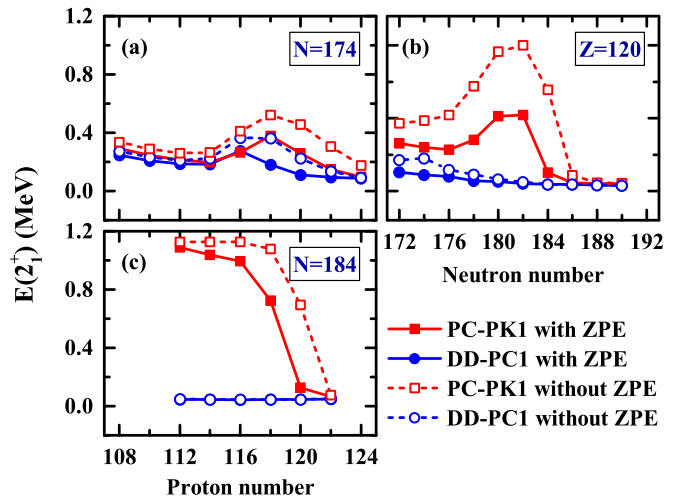 (a)
N=174
(b)
Z=120
1.2
0.8
0.4
0.0
172 176 180 184 188 192
Neutron number
E(2₁⁺) (MeV)
(c)
N=184
1.2
0.8
0.4
0.0
108 112 116 120 124
Proton number
PC-PK1 with ZPE
DD-PC1 with ZPE
PC-PK1 without ZPE
DD-PC1 without ZPE